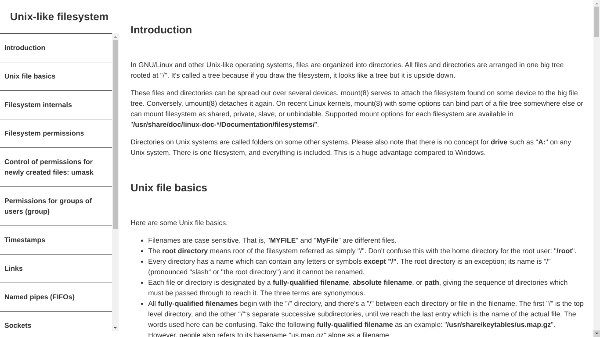 Unix-like filesystem
Introduction
Unix file basics
Filesystem internals
Filesystem permissions
Control of permissions for
newly created files: umask
Permissions for groups of
users (group)
Timestamps
Links
Named pipes (FIFOs)
Sockets
Introduction
In GNU/Linux and other Unix-like operating systems, files are organized into directories. All files and directories are arranged in one big tree
rooted at "/". It's called a tree because if you draw the filesystem, it looks like a tree but it is upside down.
These files and directories can be spread out over several devices. mount(8) serves to attach the filesystem found on some device to the big file
tree. Conversely, umount(8) detaches it again. On recent Linux kernels, mount(8) with some options can bind part of a file tree somewhere else or
can mount filesystem as shared, private, slave, or unbindable. Supported mount options for each filesystem are available in
"/usr/share/doc/linux-doc-*/Documentation/filesystems/".
Directories on Unix systems are called folders on some other systems. Please also note that there is no concept for drive such as "A:" on any
Unix system. There is one filesystem, and everything is included. This is a huge advantage compared to Windows.
Unix file basics
Here are some Unix file basics.
• Filenames are case sensitive. That is, "MYFILE" and "MyFile" are different files.
• The root directory means root of the filesystem referred as simply "/". Don't confuse this with the home directory for the root user: "/root".
• Every directory has a name which can contain any letters or symbols except "/". The root directory is an exception; its name is "/"
(pronounced "slash" or "the root directory") and it cannot be renamed.
• Each file or directory is designated by a fully-qualified filename, absolute filename, or path, giving the sequence of directories which
must be passed through to reach it. The three terms are synonymous.
• All fully-qualified filenames begin with the "/" directory, and there's a "/" between each directory or file in the filename. The first "/" is the top
level directory, and the other "/"'s separate successive subdirectories, until we reach the last entry which is the name of the actual file. The
words used here can be confusing. Take the following fully-qualified filename as an example: "/usr/share/keytables/us.map.gz".
However, people also refers to its basename "us.map.gz" alone as a filename.